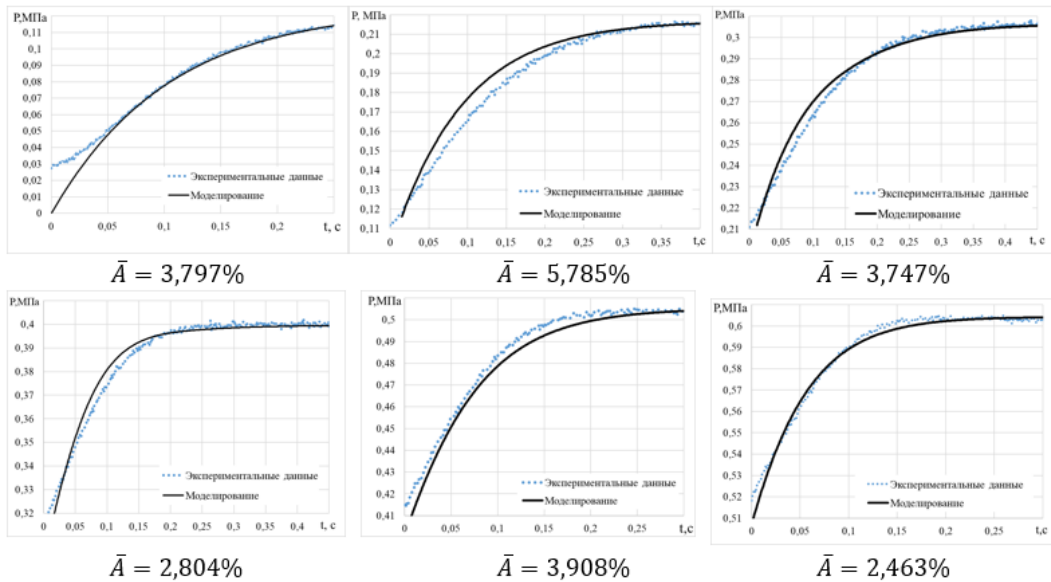 P,МПа
0,11
0,1
0,09
0,08
0,07
0,06
0,05
0,04
0,03
0,02
0,01
0
0 0,05 0,1 0,15 0,2
t, с
Экспериментальные данные
Моделирование
P,МПа
0,21
0,2
0,19
0,18
0,17
0,16
0,15
0,14
0,13
0,12
0,11
0 0,05 0,1 0,15 0,2 0,25 0,3 0,35
t, с
Экспериментальные данные
Моделирование
P,МПа
0,3
0,29
0,28
0,27
0,26
0,25
0,24
0,23
0,22
0,21
0 0,05 0,1 0,15 0,2 0,25 0,3 0,35 0,4
t, с
Экспериментальные данные
Моделирование
Ā = 3,797%
Ā = 5,785%
Ā = 3,747%
P,МПа
0,4
0,39
0,38
0,37
0,36
0,35
0,34
0,33
0,32
0 0,05 0,1 0,15 0,2 0,25 0,3 0,35 0,4
t, с
Экспериментальные данные
Моделирование
P,МПа
0,5
0,49
0,48
0,47
0,46
0,45
0,44
0,43
0,42
0,41
0 0,05 0,1 0,15 0,2 0,25
t, с
Экспериментальные данные
Моделирование
P,МПа
0,6
0,59
0,58
0,57
0,56
0,55
0,54
0,53
0,52
0,51
0 0,05 0,1 0,15 0,2 0,25
t,с
Экспериментальные данные
Моделирование
Ā = 2,804%
Ā = 3,908%
Ā = 2,463%